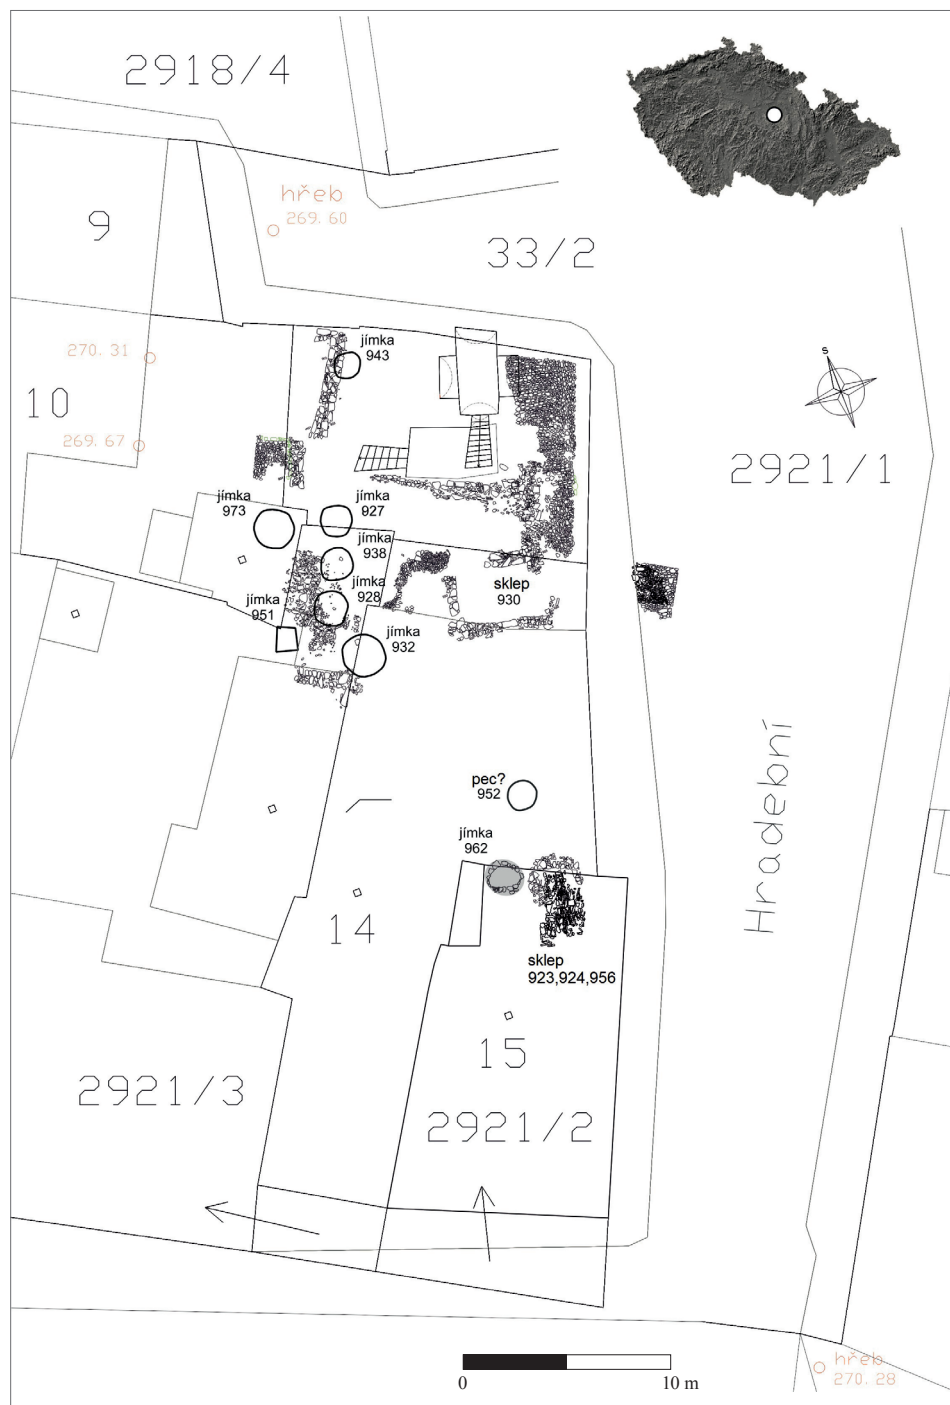 2918/4
hřeb
269. 60
9
33/2
270. 31
jímka
943
10
269. 67
s
2921/1
jímka
973
jímka
927
jímka
938
jímka
928
sklep
930
jímka
951
jímka
932
pec?
952
jímka
962
Hradební
14
sklep
923,924,956
15
2921/3
2921/2
0
10 m
hřeb
270. 28